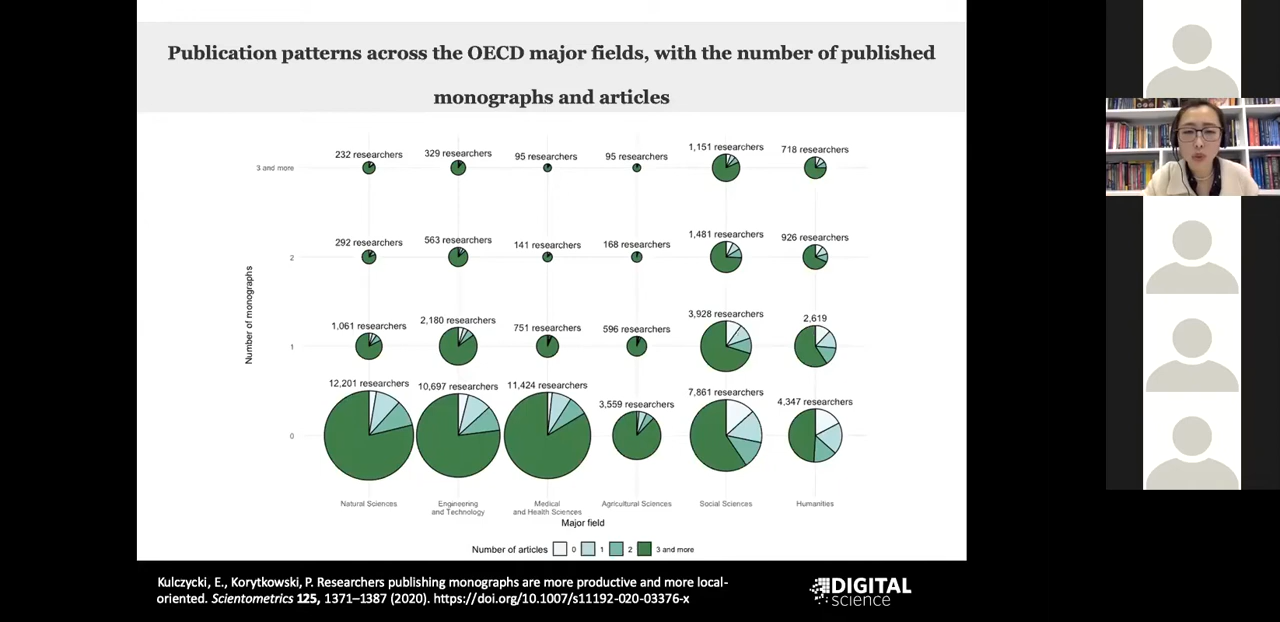 Publication patterns across the OECD major fields, with the number of published
monographs and articles
232 researchers
329 researchers
95 researchers
95 researchers
1,151 researchers
718 researchers
3 and more
292 researchers
563 researchers
141 researchers
168 researchers
1,481 researchers
926 researchers
2
Number of monographs
1,061 researchers
2,180 researchers
751 researchers
596 researchers
3,928 researchers
2,619
1
12,201 researchers
10,697 researchers
11,424 researchers
3,559 researchers
7,861 researchers
4,347 researchers
0
Natural Sciences
Engineering
and Technology
Medical
and Health Sciences
Agricultural Sciences
Social Sciences
Humanities
Major field
Number of articles 0 1 2 3 and more
Kulczycki, E., Korytkowski, P. Researchers publishing monographs are more productive and more local-
oriented. Scientometrics 125, 1371–1387 (2020). https://doi.org/10.1007/s11192-020-03376-x
DIGITAL
science